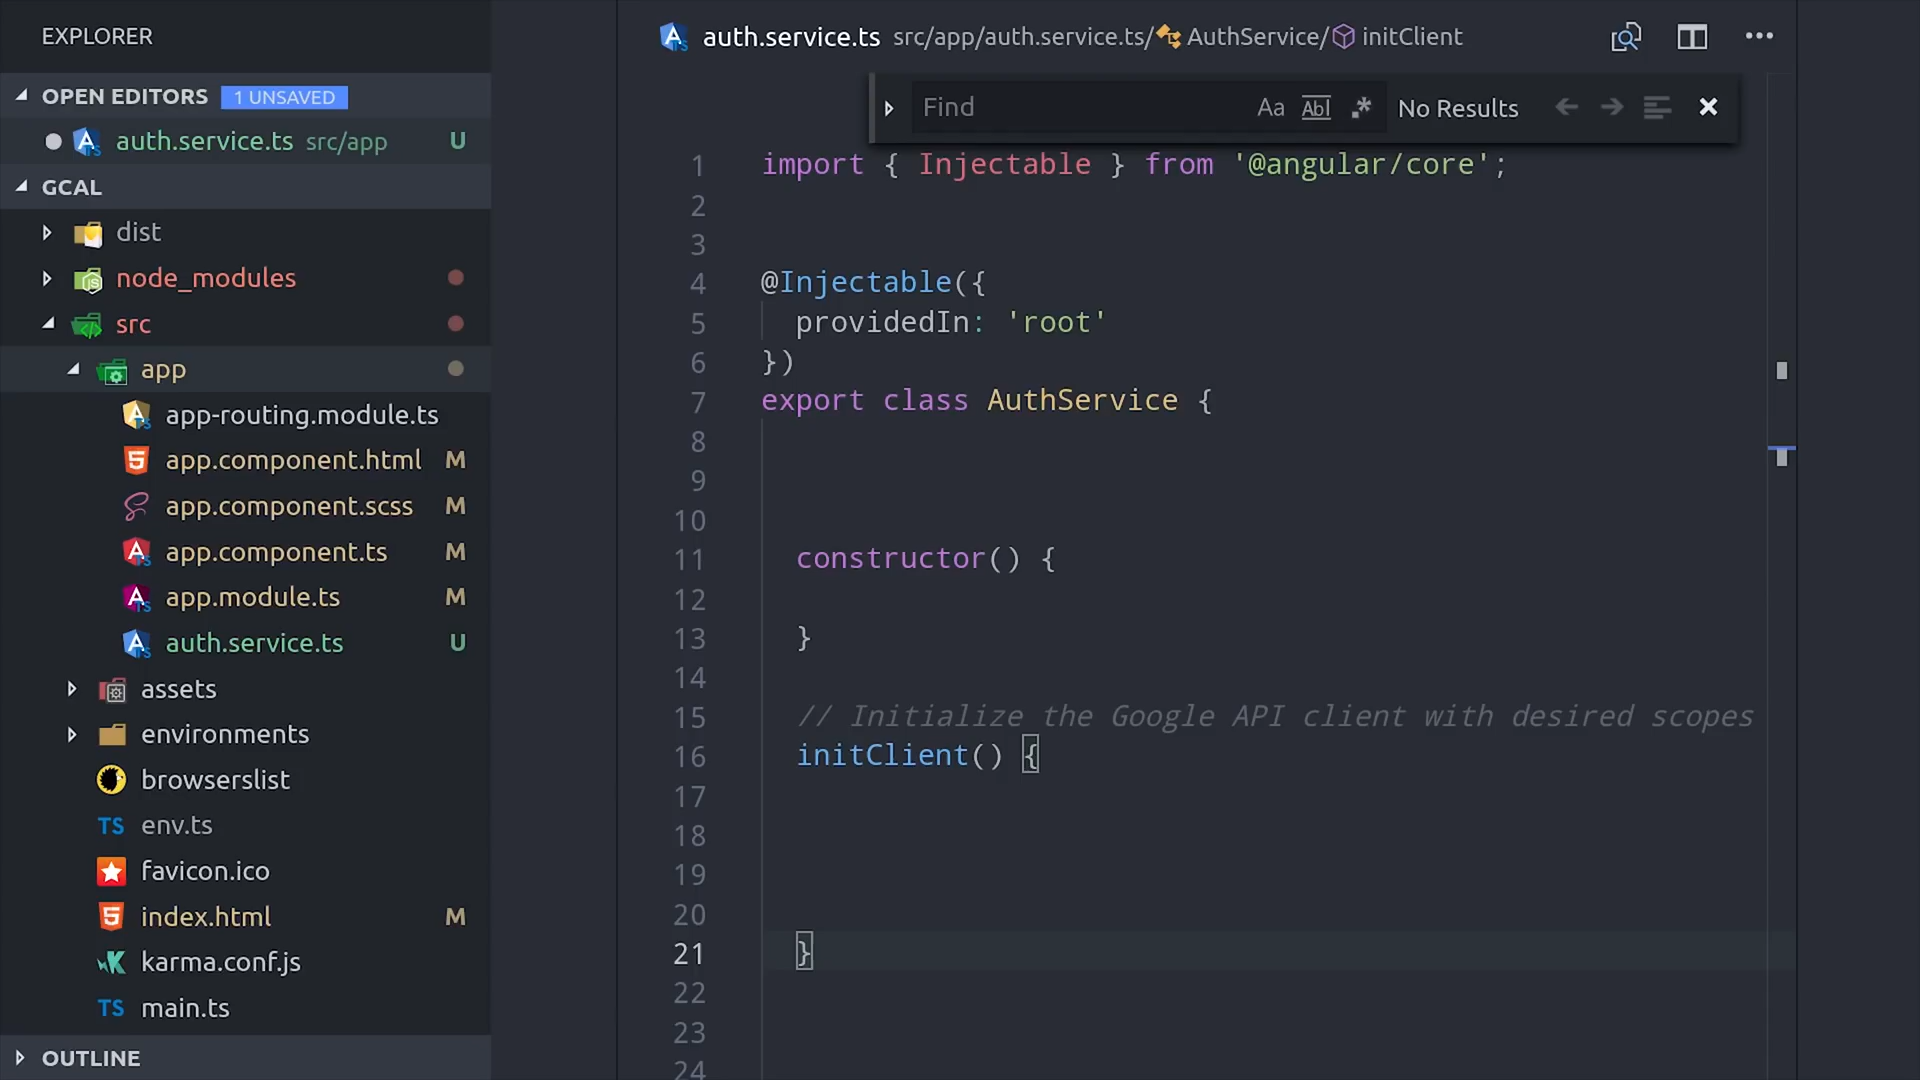 EXPLORER
OPEN EDITORS 1 UNSAVED
auth.service.ts src/app U
GCAL
dist
node_modules
src
app
app-routing.module.ts
app.component.html M
app.component.scss M
app.component.ts M
app.module.ts M
auth.service.ts U
assets
environments
browserslist
TS env.ts
favicon.ico
index.html M
karma.conf.js
TS main.ts
OUTLINE
auth.service.ts src/app/auth.service.ts/ AuthService/ initClient
Find Aa Abl .* No Results
1 import { Injectable } from '@angular/core';
2
3
4 @Injectable({
5 providedIn: 'root'
6 })
7 export class AuthService {
8
9
10
11 constructor() {
12
13 }
14
15 // Initialize the Google API client with desired scopes
16 initClient() {
17
18
19
20
21 }
22
23
24